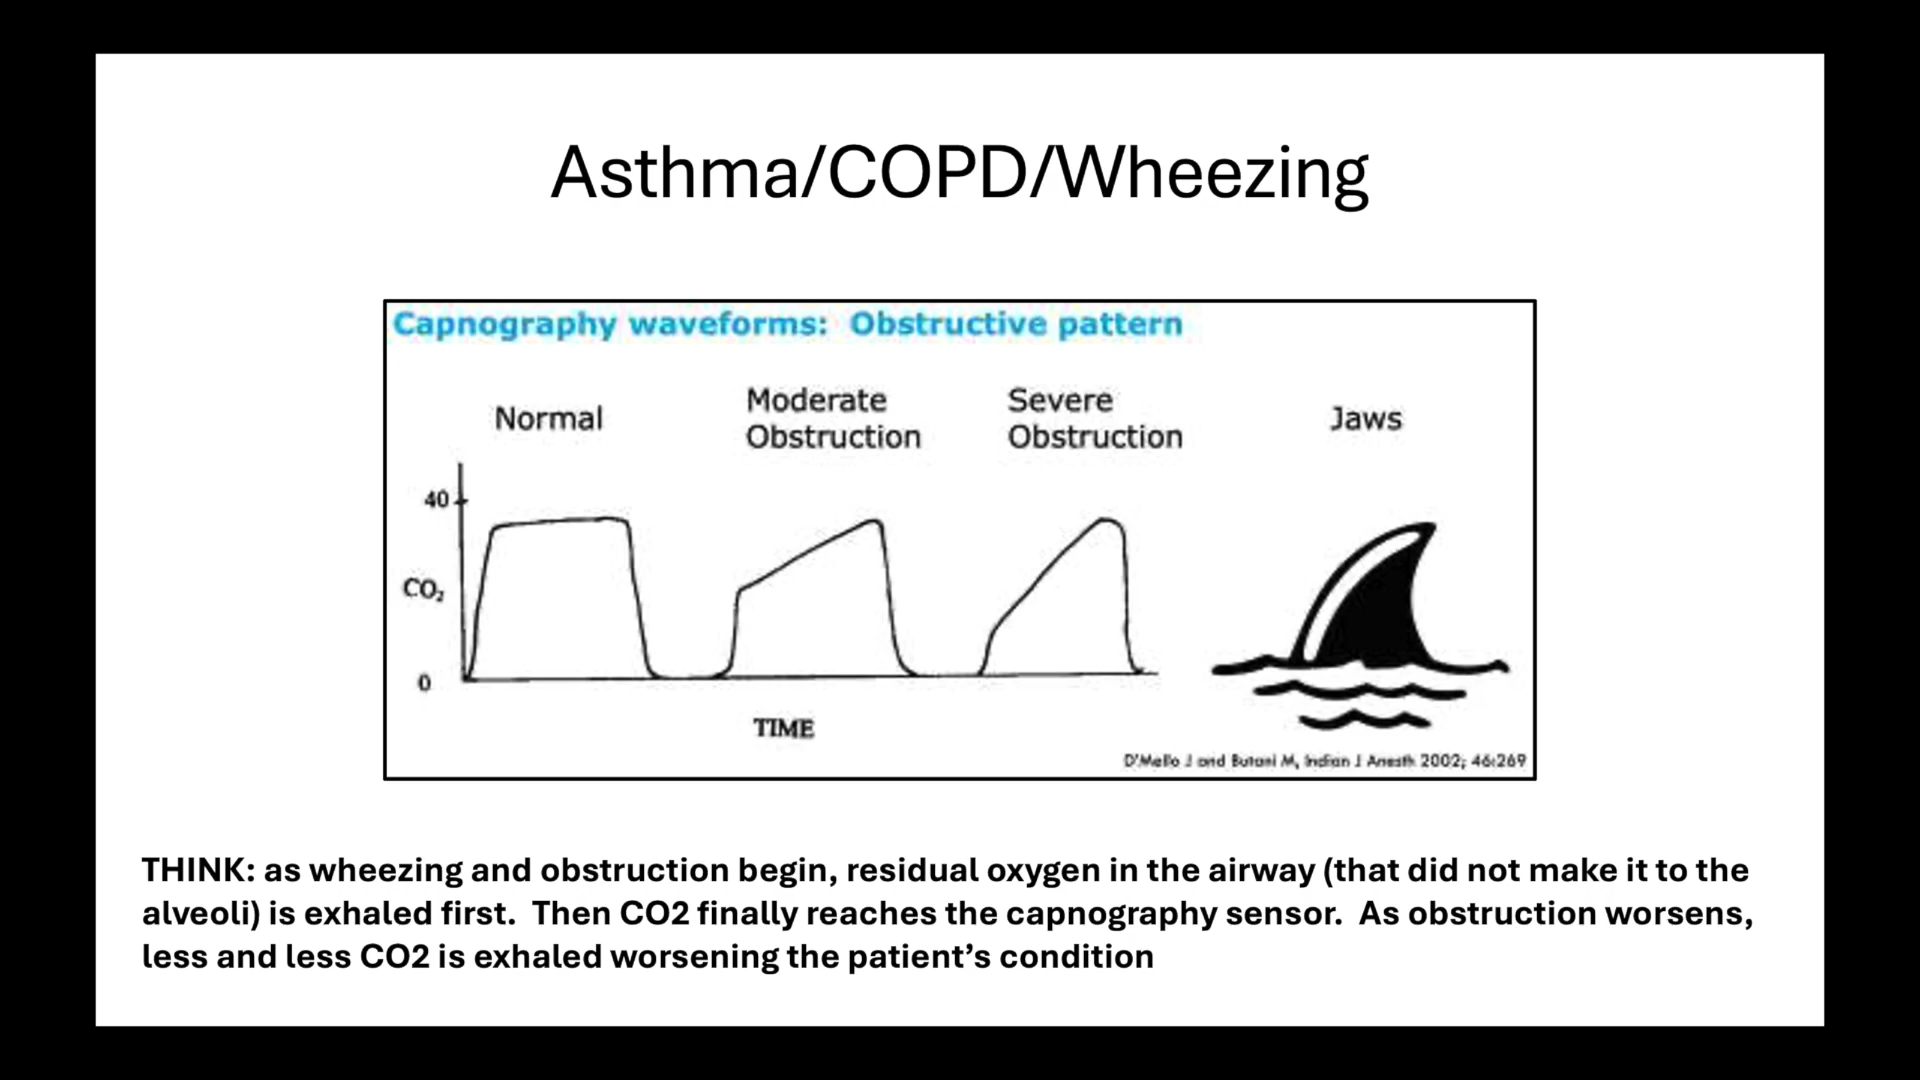 Asthma/COPD/Wheezing
Capnography waveforms: Obstructive pattern
Normal
Moderate
Obstruction
Severe
Obstruction
Jaws
40
CO₂
0
TIME
D'Mello J and Butani M, Indian J Anesth 2002; 46:269
THINK: as wheezing and obstruction begin, residual oxygen in the airway (that did not make it to the
alveoli) is exhaled first.  Then CO2 finally reaches the capnography sensor.  As obstruction worsens,
less and less CO2 is exhaled worsening the patient’s condition